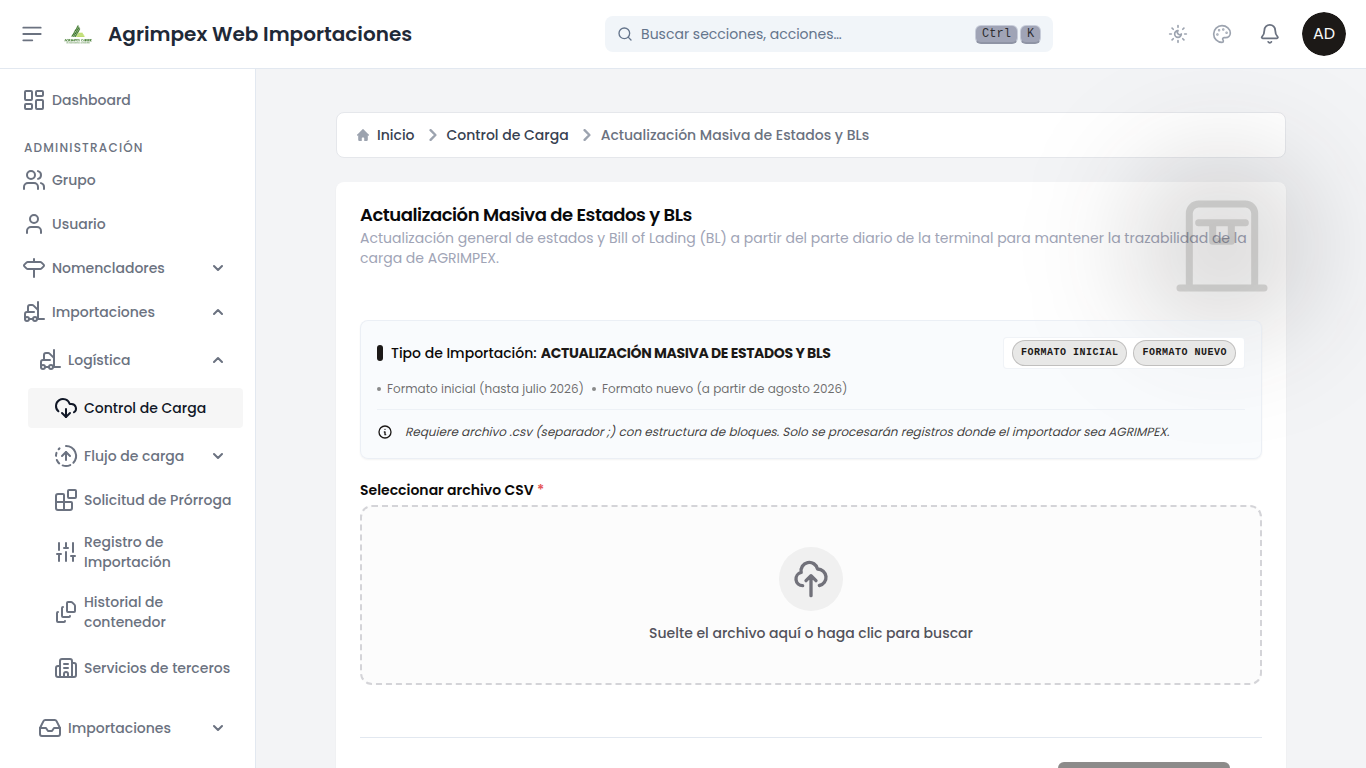 Agrimpex Web Importaciones
Buscar secciones, acciones…
Ctrl K
AD
Dashboard
ADMINISTRACIÓN
Grupo
Usuario
Nomencladores
Importaciones
Logística
Control de Carga
Flujo de carga
Solicitud de Prórroga
Registro de
Importación
Historial de
contenedor
Servicios de terceros
Importaciones
Inicio
Control de Carga
Actualización Masiva de Estados y BLs
Actualización Masiva de Estados y BLs
Actualización general de estados y Bill of Lading (BL) a partir del parte diario de la terminal para mantener la trazabilidad de la
carga de AGRIMPEX.
Tipo de Importación: ACTUALIZACIÓN MASIVA DE ESTADOS Y BLS
FORMATO INICIAL
FORMATO NUEVO
• Formato inicial (hasta julio 2026) • Formato nuevo (a partir de agosto 2026)
Requiere archivo .csv (separador ;) con estructura de bloques. Solo se procesarán registros donde el importador sea AGRIMPEX.
Seleccionar archivo CSV *
Suelte el archivo aquí o haga clic para buscar